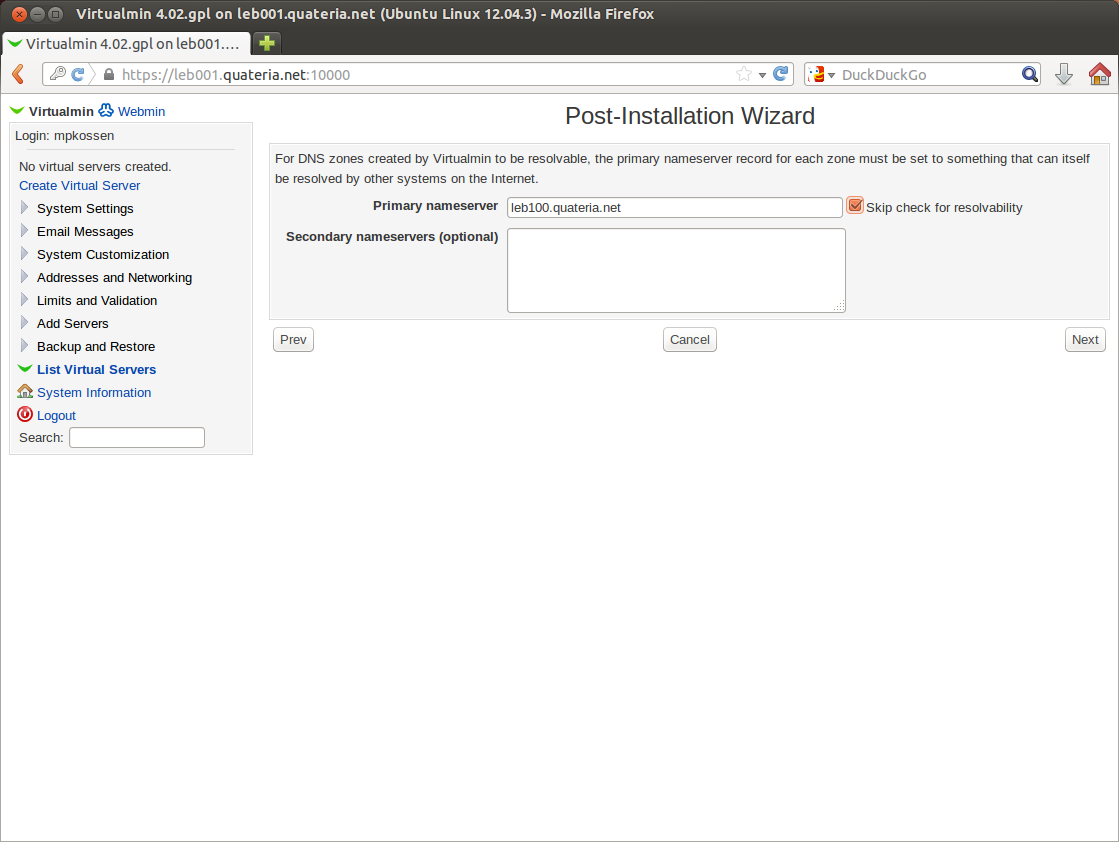 Virtualmin 4.02.gpl on leb001.quateria.net (Ubuntu Linux 12.04.3) - Mozilla Firefox
Virtualmin 4.02.gpl on leb001....
https://leb001.quateria.net:10000
DuckDuckGo
Virtualmin Webmin
Login: mpkossen
No virtual servers created.
Create Virtual Server
System Settings
Email Messages
System Customization
Addresses and Networking
Limits and Validation
Add Servers
Backup and Restore
List Virtual Servers
System Information
Logout
Search:
Post-Installation Wizard
For DNS zones created by Virtualmin to be resolvable, the primary nameserver record for each zone must be set to something that can itself
be resolved by other systems on the Internet.
Primary nameserver leb100.quateria.net Skip check for resolvability
Secondary nameservers (optional)
Prev Cancel Next